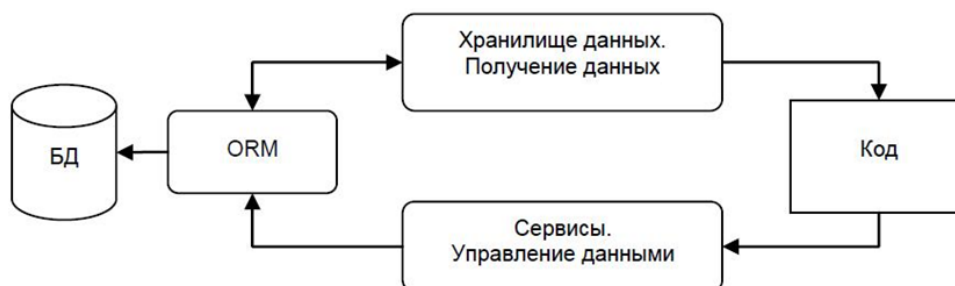 Хранилище данных.
Получение данных
БД
ORM
Код
Сервисы.
Управление данными